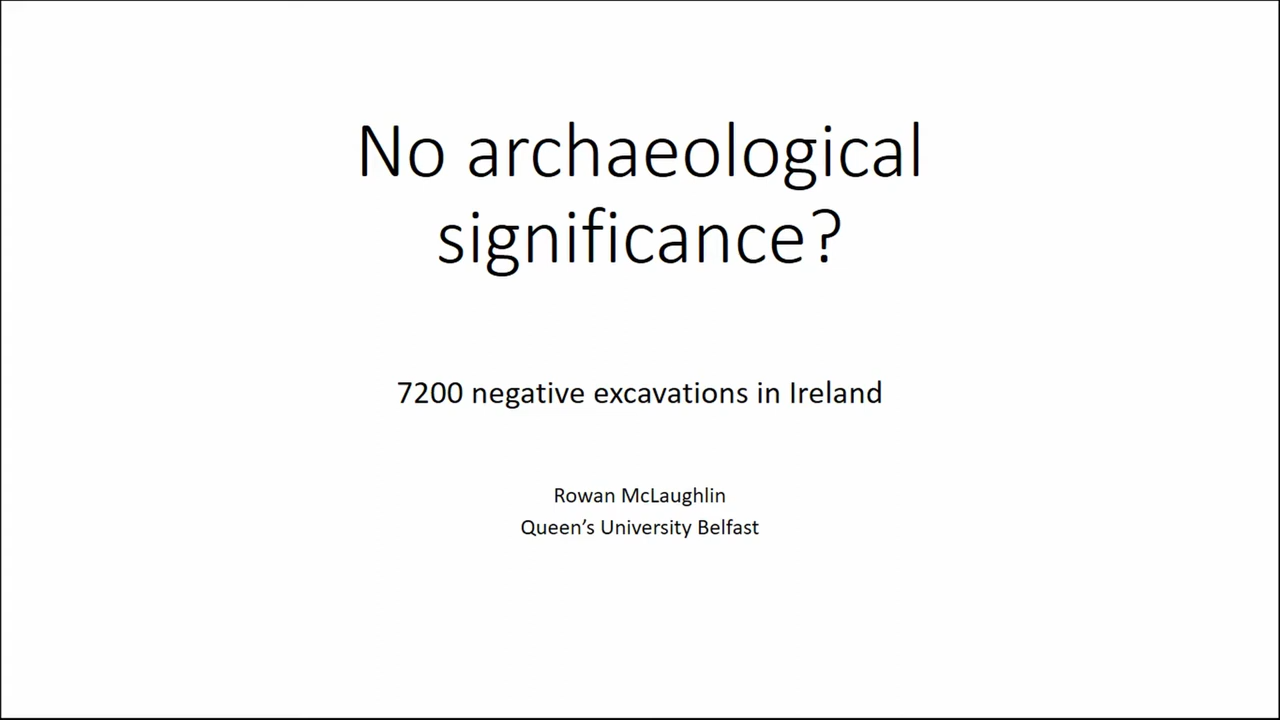 No archaeological
significance?
7200 negative excavations in Ireland
Rowan McLaughlin
Queen’s University Belfast